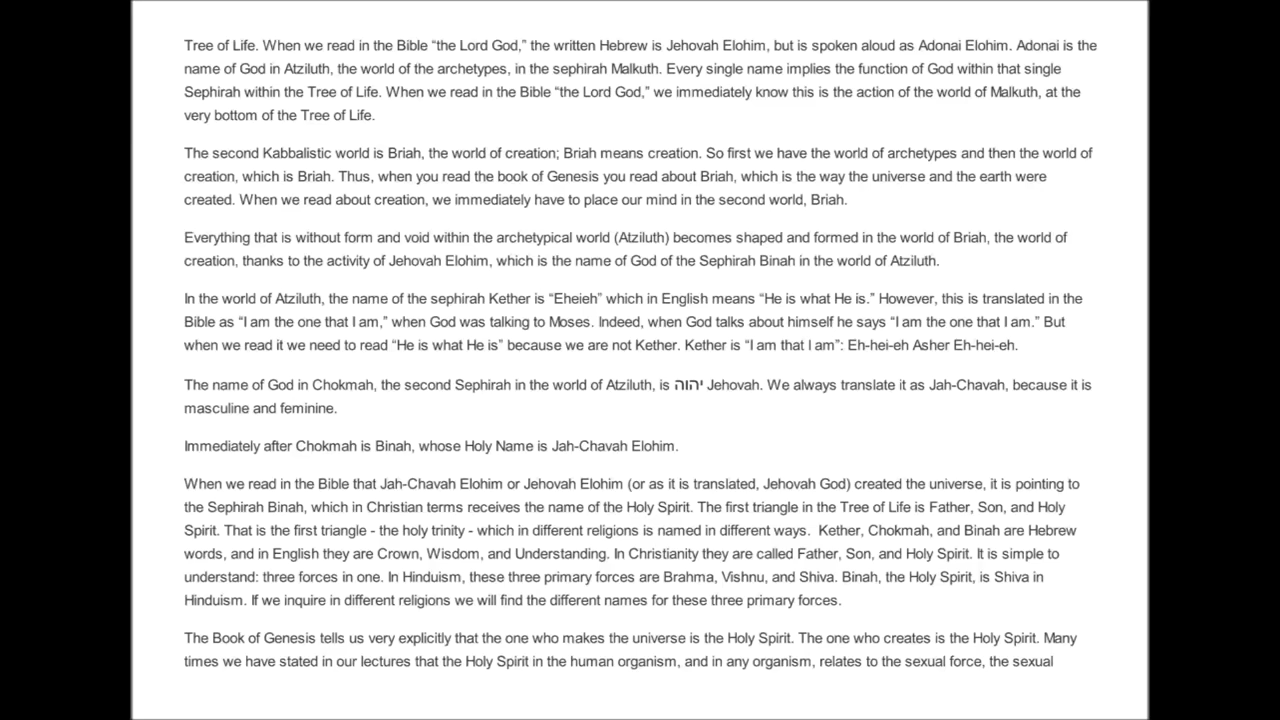 Tree of Life. When we read in the Bible “the Lord God,” the written Hebrew is Jehovah Elohim, but is spoken aloud as Adonai Elohim. Adonai is the
name of God in Atziluth, the world of the archetypes, in the sephirah Malkuth. Every single name implies the function of God within that single
Sephirah within the Tree of Life. When we read in the Bible “the Lord God,” we immediately know this is the action of the world of Malkuth, at the
very bottom of the Tree of Life.
The second Kabbalistic world is Briah, the world of creation; Briah means creation. So first we have the world of archetypes and then the world of
creation, which is Briah. Thus, when you read the book of Genesis you read about Briah, which is the way the universe and the earth were
created. When we read about creation, we immediately have to place our mind in the second world, Briah.
Everything that is without form and void within the archetypical world (Atziluth) becomes shaped and formed in the world of Briah, the world of
creation, thanks to the activity of Jehovah Elohim, which is the name of God of the Sephirah Binah in the world of Atziluth.
In the world of Atziluth, the name of the sephirah Kether is “Eheieh” which in English means “He is what He is.” However, this is translated in the
Bible as “I am the one that I am,” when God was talking to Moses. Indeed, when God talks about himself he says “I am the one that I am.” But
when we read it we need to read “He is what He is” because we are not Kether. Kether is “I am that I am”: Eh-hei-eh Asher Eh-hei-eh.
The name of God in Chokmah, the second Sephirah in the world of Atziluth, is יהוה Jehovah. We always translate it as Jah-Chavah, because it is
masculine and feminine.
Immediately after Chokmah is Binah, whose Holy Name is Jah-Chavah Elohim.
When we read in the Bible that Jah-Chavah Elohim or Jehovah Elohim (or as it is translated, Jehovah God) created the universe, it is pointing to
the Sephirah Binah, which in Christian terms receives the name of the Holy Spirit. The first triangle in the Tree of Life is Father, Son, and Holy
Spirit. That is the first triangle - the holy trinity - which in different religions is named in different ways.  Kether, Chokmah, and Binah are Hebrew
words, and in English they are Crown, Wisdom, and Understanding. In Christianity they are called Father, Son, and Holy Spirit. It is simple to
understand: three forces in one. In Hinduism, these three primary forces are Brahma, Vishnu, and Shiva. Binah, the Holy Spirit, is Shiva in
Hinduism. If we inquire in different religions we will find the different names for these three primary forces.
The Book of Genesis tells us very explicitly that the one who makes the universe is the Holy Spirit. The one who creates is the Holy Spirit. Many
times we have stated in our lectures that the Holy Spirit in the human organism, and in any organism, relates to the sexual force, the sexual